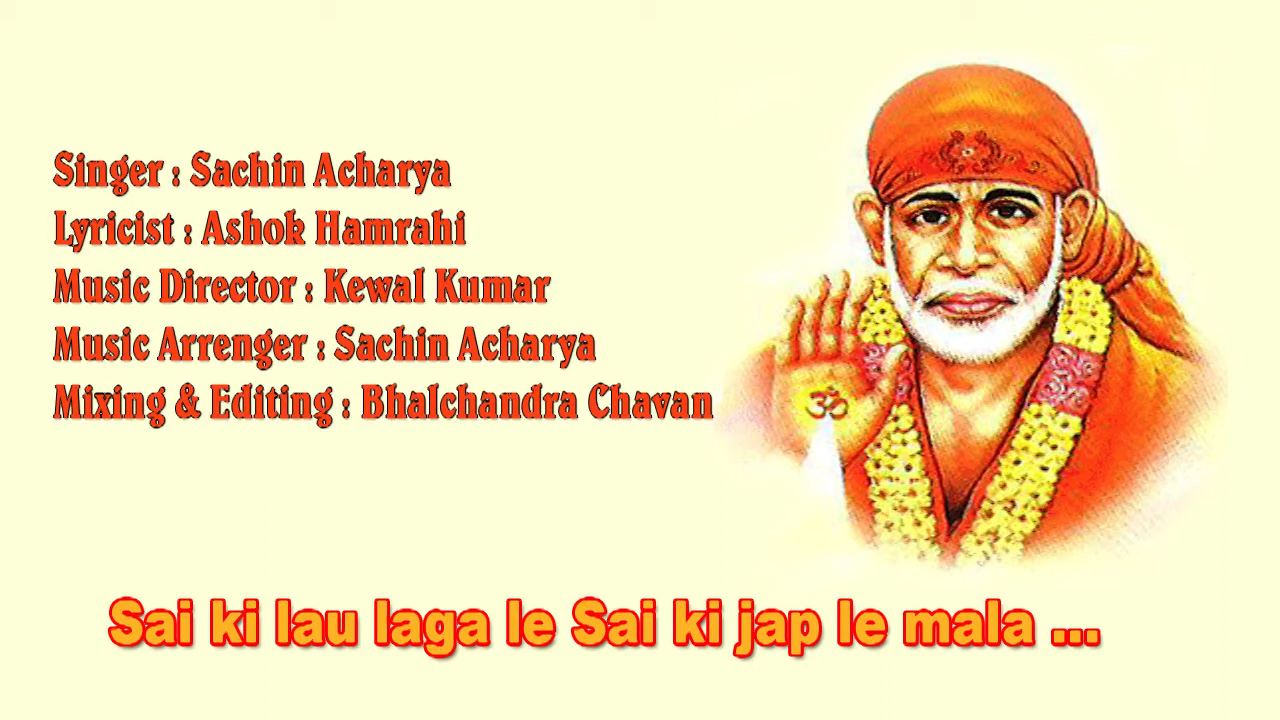 Singer : Sachin Acharya
Lyricist : Ashok Hamrahi
Music Director : Kewal Kumar
Music Arrenger : Sachin Acharya
Mixing & Editing : Bhalchandra Chavan
ॐ
Sai ki lau laga le Sai ki jap le mala ...